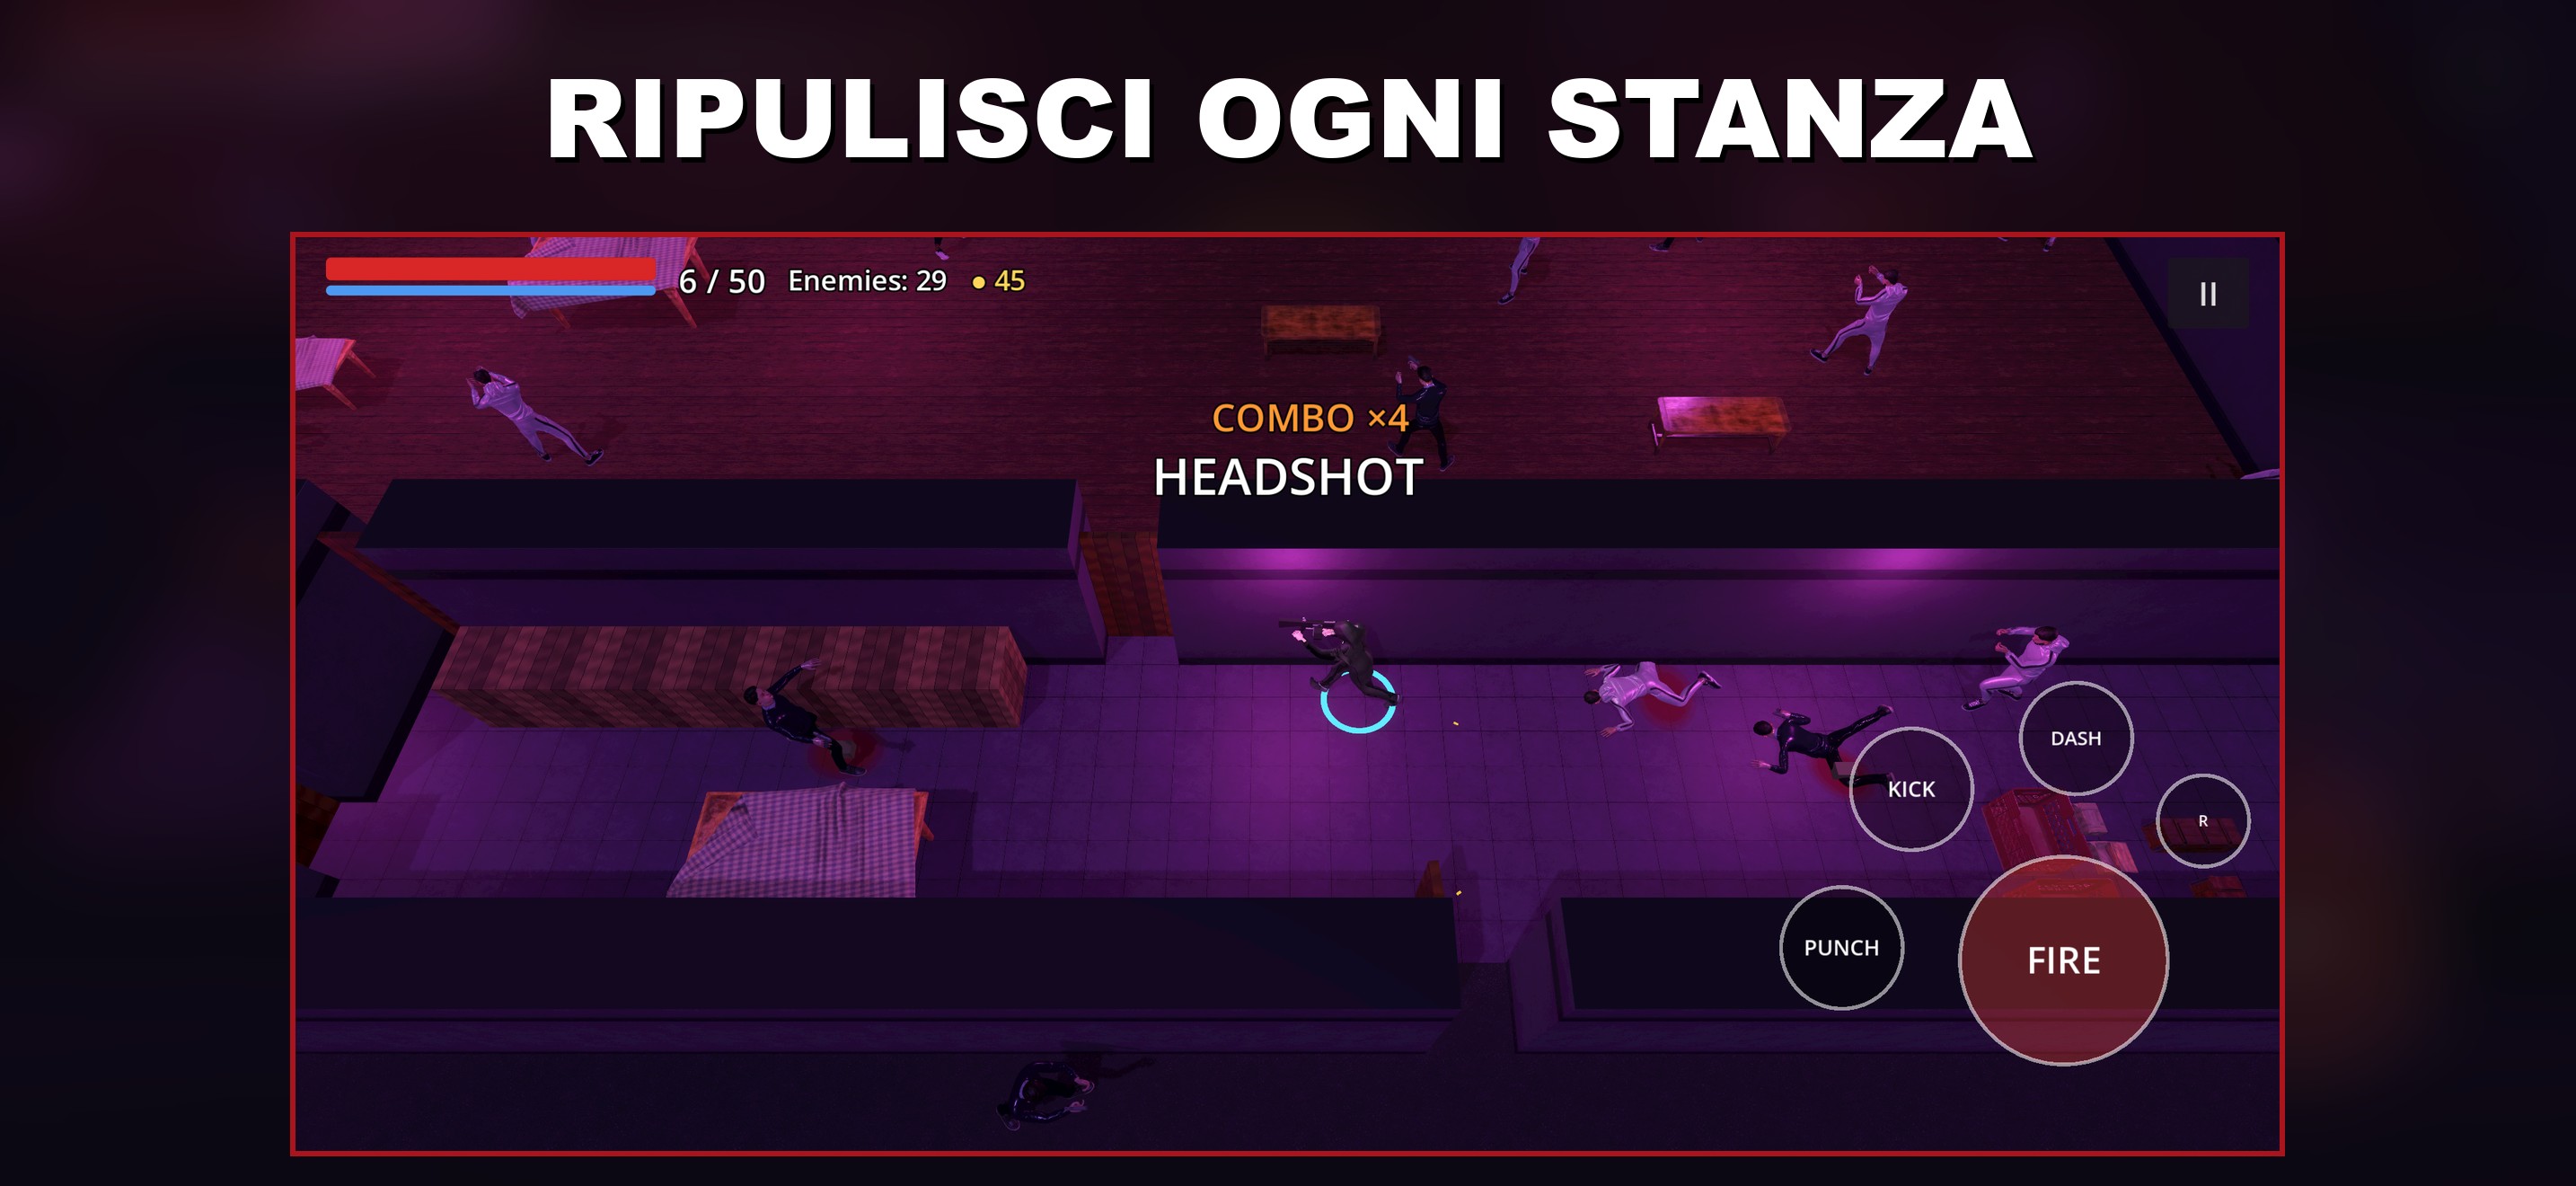 RIPULISCI OGNI STANZA
6 / 50 Enemies: 29 45
COMBO ×4
HEADSHOT
DASH
KICK
R
PUNCH
FIRE